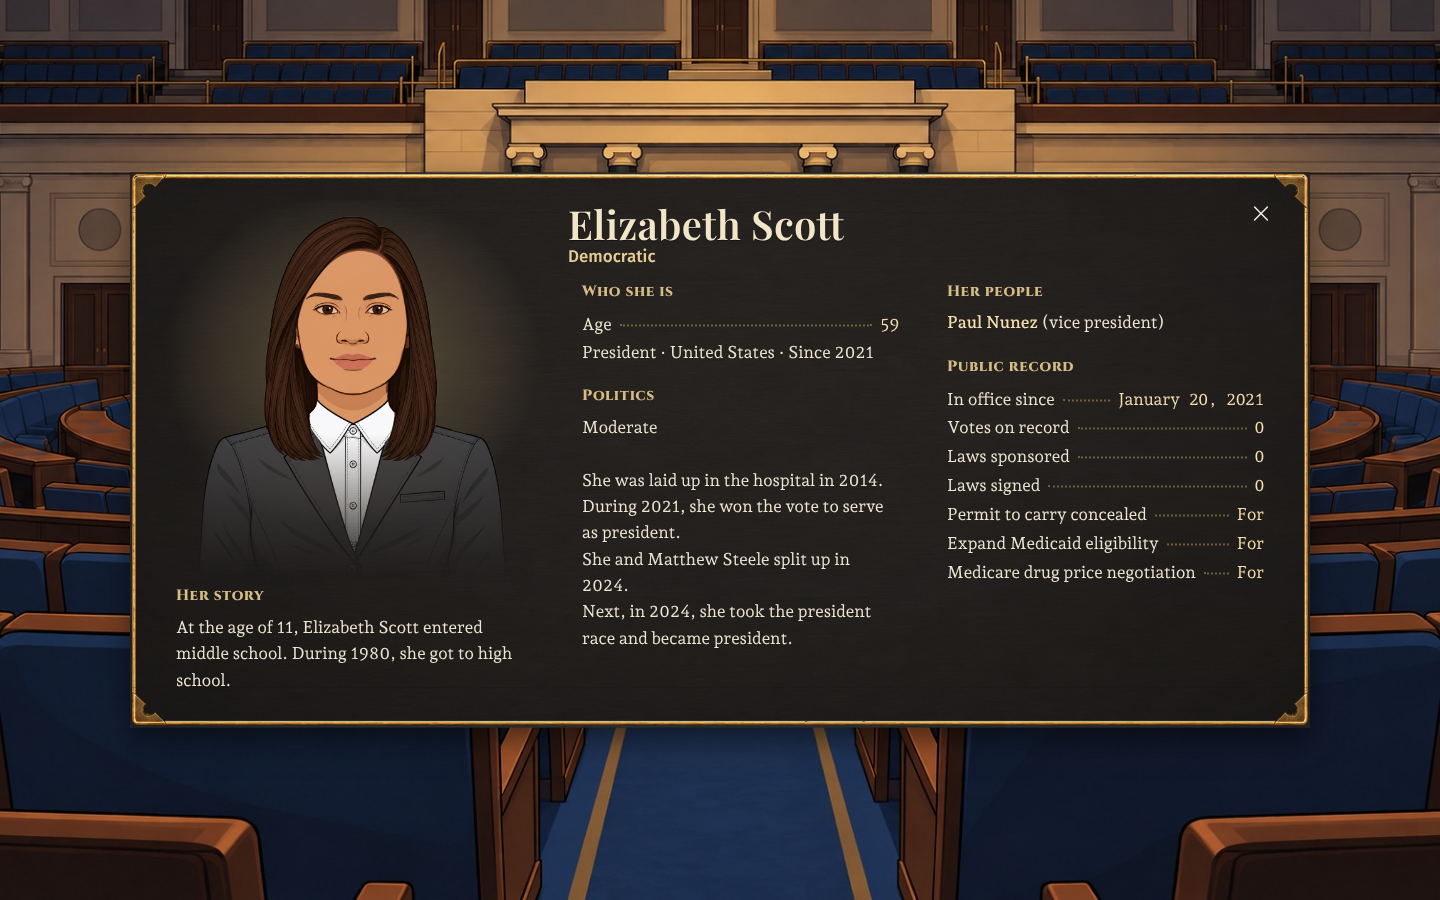 Elizabeth Scott
Democratic
Who she is
Age 59
President · United States · Since 2021
Politics
Moderate
She was laid up in the hospital in 2014.
During 2021, she won the vote to serve
as president.
She and Matthew Steele split up in
2024.
Next, in 2024, she took the president
race and became president.
Her people
Paul Nunez (vice president)
Public record
In office since January 20, 2021
Votes on record 0
Laws sponsored 0
Laws signed 0
Permit to carry concealed For
Expand Medicaid eligibility For
Medicare drug price negotiation For
Her story
At the age of 11, Elizabeth Scott entered
middle school. During 1980, she got to high
school.